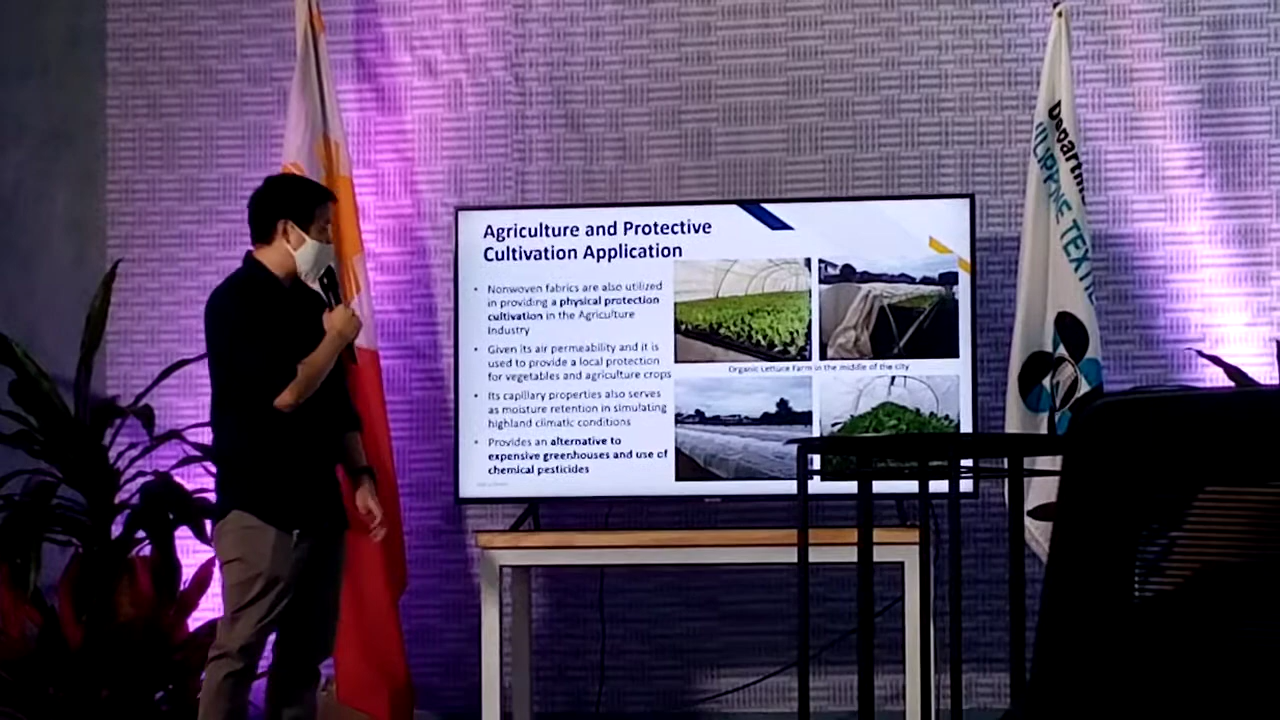 Agriculture and Protective
Cultivation Application
• Nonwoven fabrics are also utilized
in providing a physical protection
cultivation in the Agriculture
Industry
• Given its air permeability and it is
used to provide a local protection
for vegetables and agriculture crops
• Its capillary properties also serves
as moisture retention in simulating
highland climatic conditions
• Provides an alternative to
expensive greenhouses and use of
chemical pesticides
Organic Lettuce Farm in the middle of the city
Departm
ILIPPINE TEXTIL